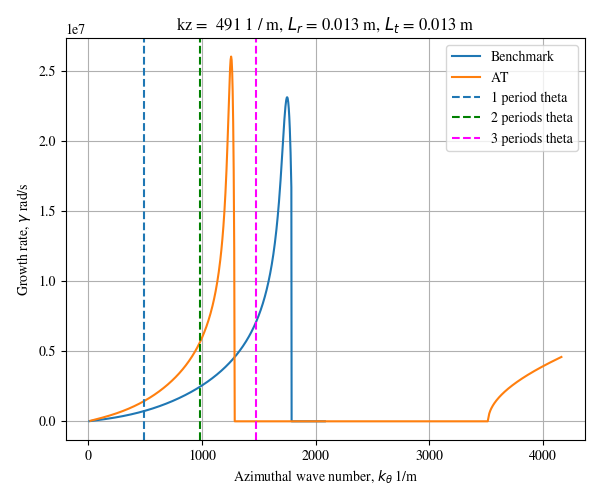 kz = 491 1 / m, L_r = 0.013 m, L_t = 0.013 m
1e7
Benchmark
AT
1 period theta
2 periods theta
3 periods theta
2.5
2.0
1.5
1.0
0.5
0.0
Growth rate, γ rad/s
0 1000 2000 3000 4000
Azimuthal wave number, k_θ 1/m